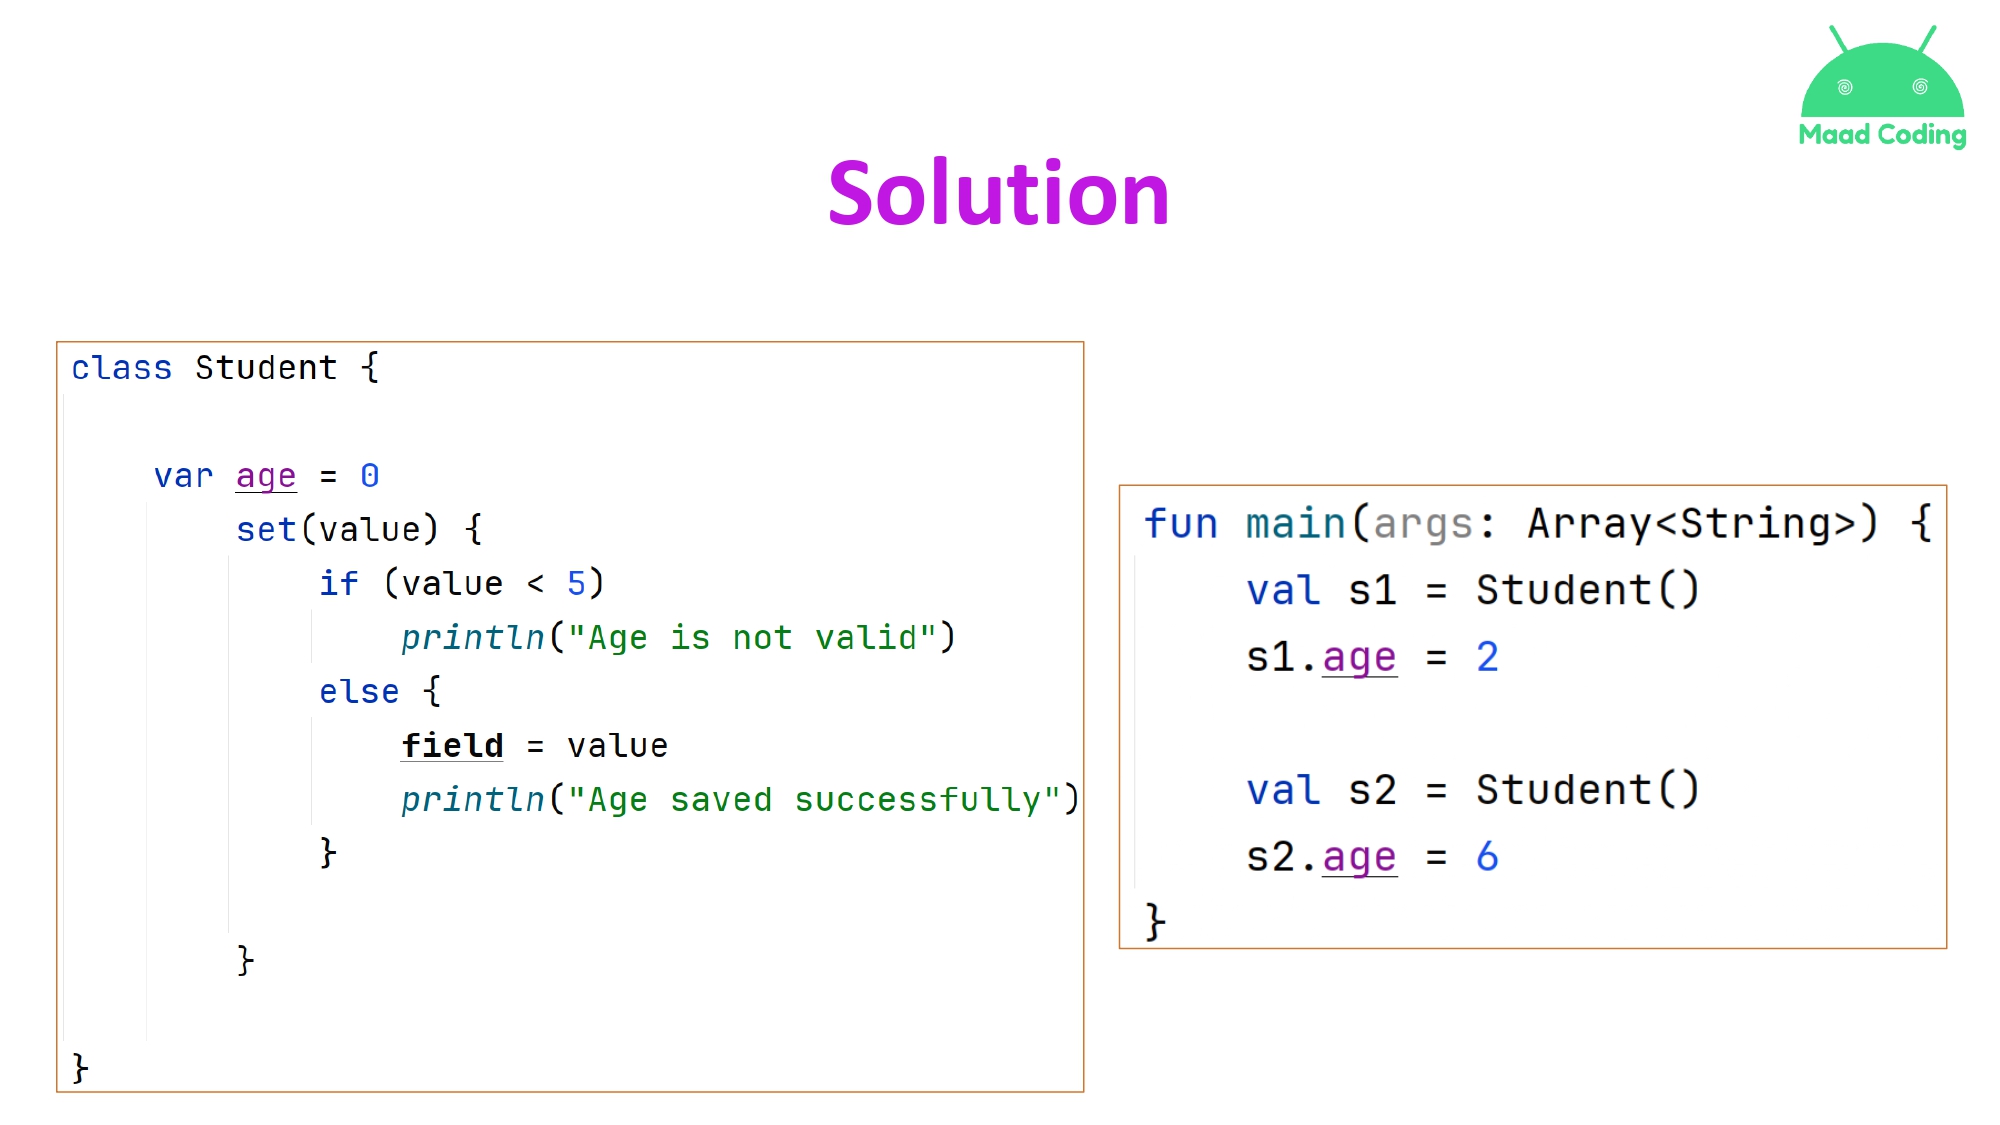 Maad Coding
Solution
class Student {
    var age = 0
        set(value) {
            if (value < 5)
                println("Age is not valid")
            else {
                field = value
                println("Age saved successfully")
            }
        }
}
fun main(args: Array<String>) {
    val s1 = Student()
    s1.age = 2
    val s2 = Student()
    s2.age = 6
}